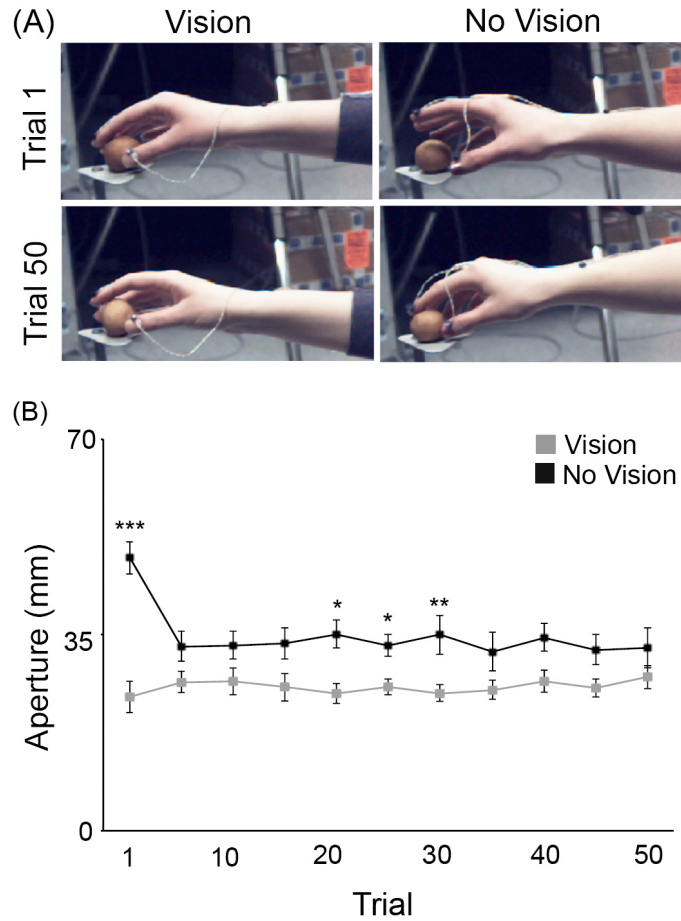 (A)
Vision
No Vision
Trial 1
Trial 50
(B)
70
Vision
No Vision
***
*
*
**
35
Aperture (mm)
0
1
10
20
30
40
50
Trial